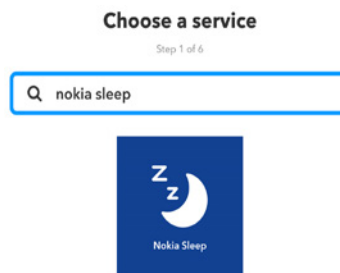 Choose a service
Step 1 of 6
nokia sleep
Z
z
Nokia Sleep